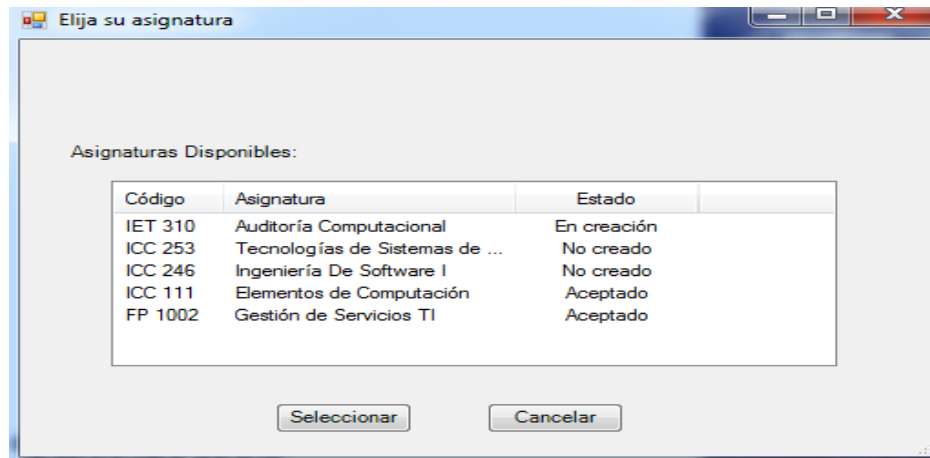 Elija su asignatura
Asignaturas Disponibles:
Código Asignatura Estado
IET 310 Auditoría Computacional En creación
ICC 253 Tecnologías de Sistemas de ... No creado
ICC 246 Ingeniería De Software I No creado
ICC 111 Elementos de Computación Aceptado
FP 1002 Gestión de Servicios TI Aceptado
Seleccionar Cancelar